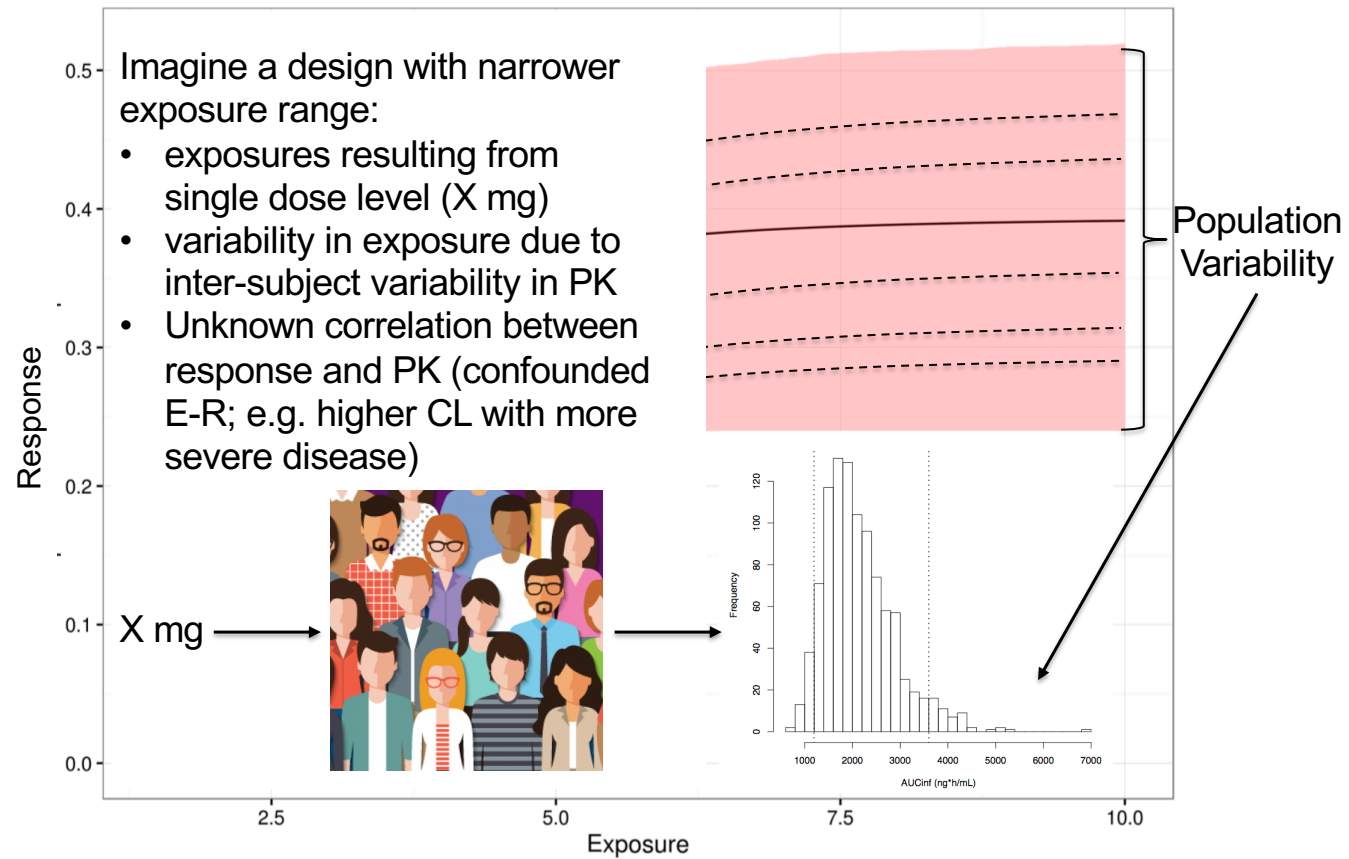 Imagine a design with narrower
exposure range:
• exposures resulting from
single dose level (X mg)
• variability in exposure due to
inter-subject variability in PK
• Unknown correlation between
response and PK (confounded
E-R; e.g. higher CL with more
severe disease)
Population
Variability
X mg
Response
0.5
0.4
0.3
0.2
0.1
0.0
2.5
5.0
7.5
10.0
Exposure
Frequency
120
100
80
60
40
20
0
1000
2000
3000
4000
5000
6000
7000
AUCinf (ng*h/mL)